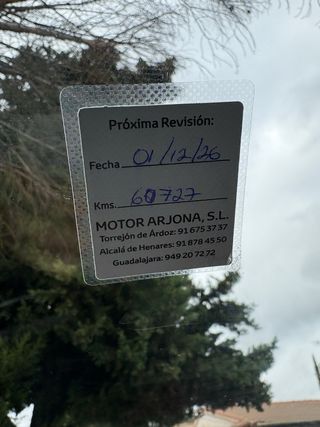 Próxima Revisión:
Fecha 01/12/26
Kms. 60727
MOTOR ARJONA, S.L.
Torrejón de Árdoz: 91 675 37 37
Alcalá de Henares: 91 878 45 50
Guadalajara: 949 20 72 72